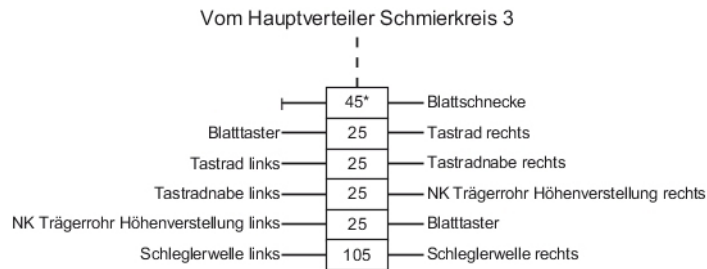 Vom Hauptverteiler Schmierkreis 3
45* Blattschnecke
Blatttaster 25 Tastrad rechts
Tastrad links 25 Tastradnabe rechts
Tastradnabe links 25 NK Trägerrohr Höhenverstellung rechts
NK Trägerrohr Höhenverstellung links 25 Blatttaster
Schleglerwelle links 105 Schleglerwelle rechts